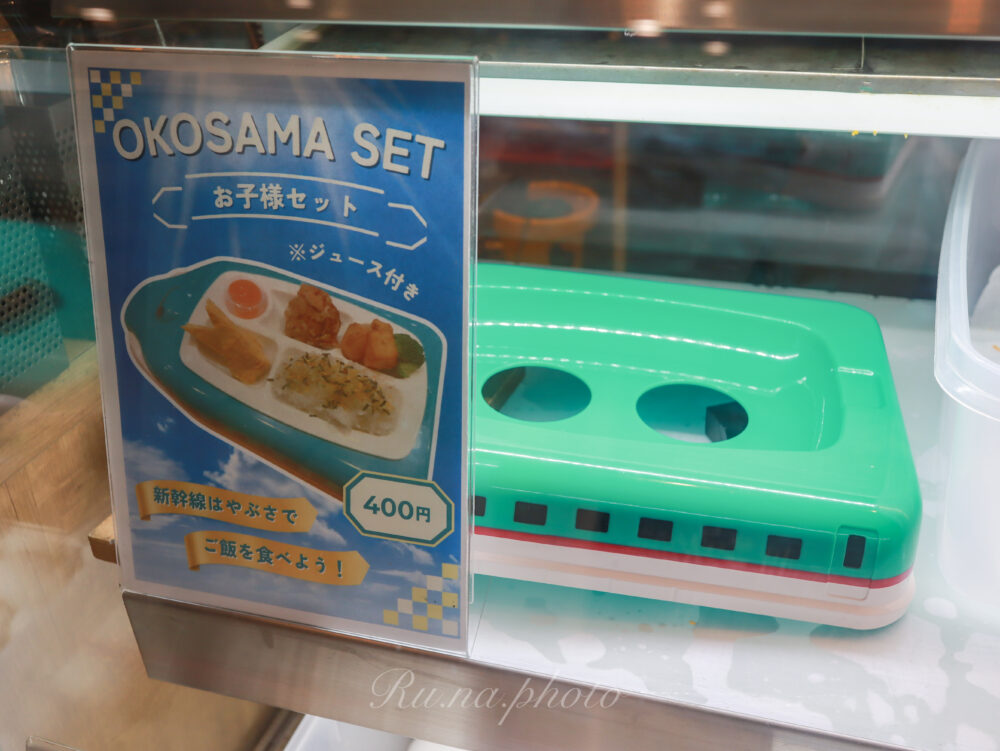 OKOSAMA SET
お子様セット
※ジュース付き
400円
新幹線はやぶさで
ご飯を食べよう！
Ru.na.photo